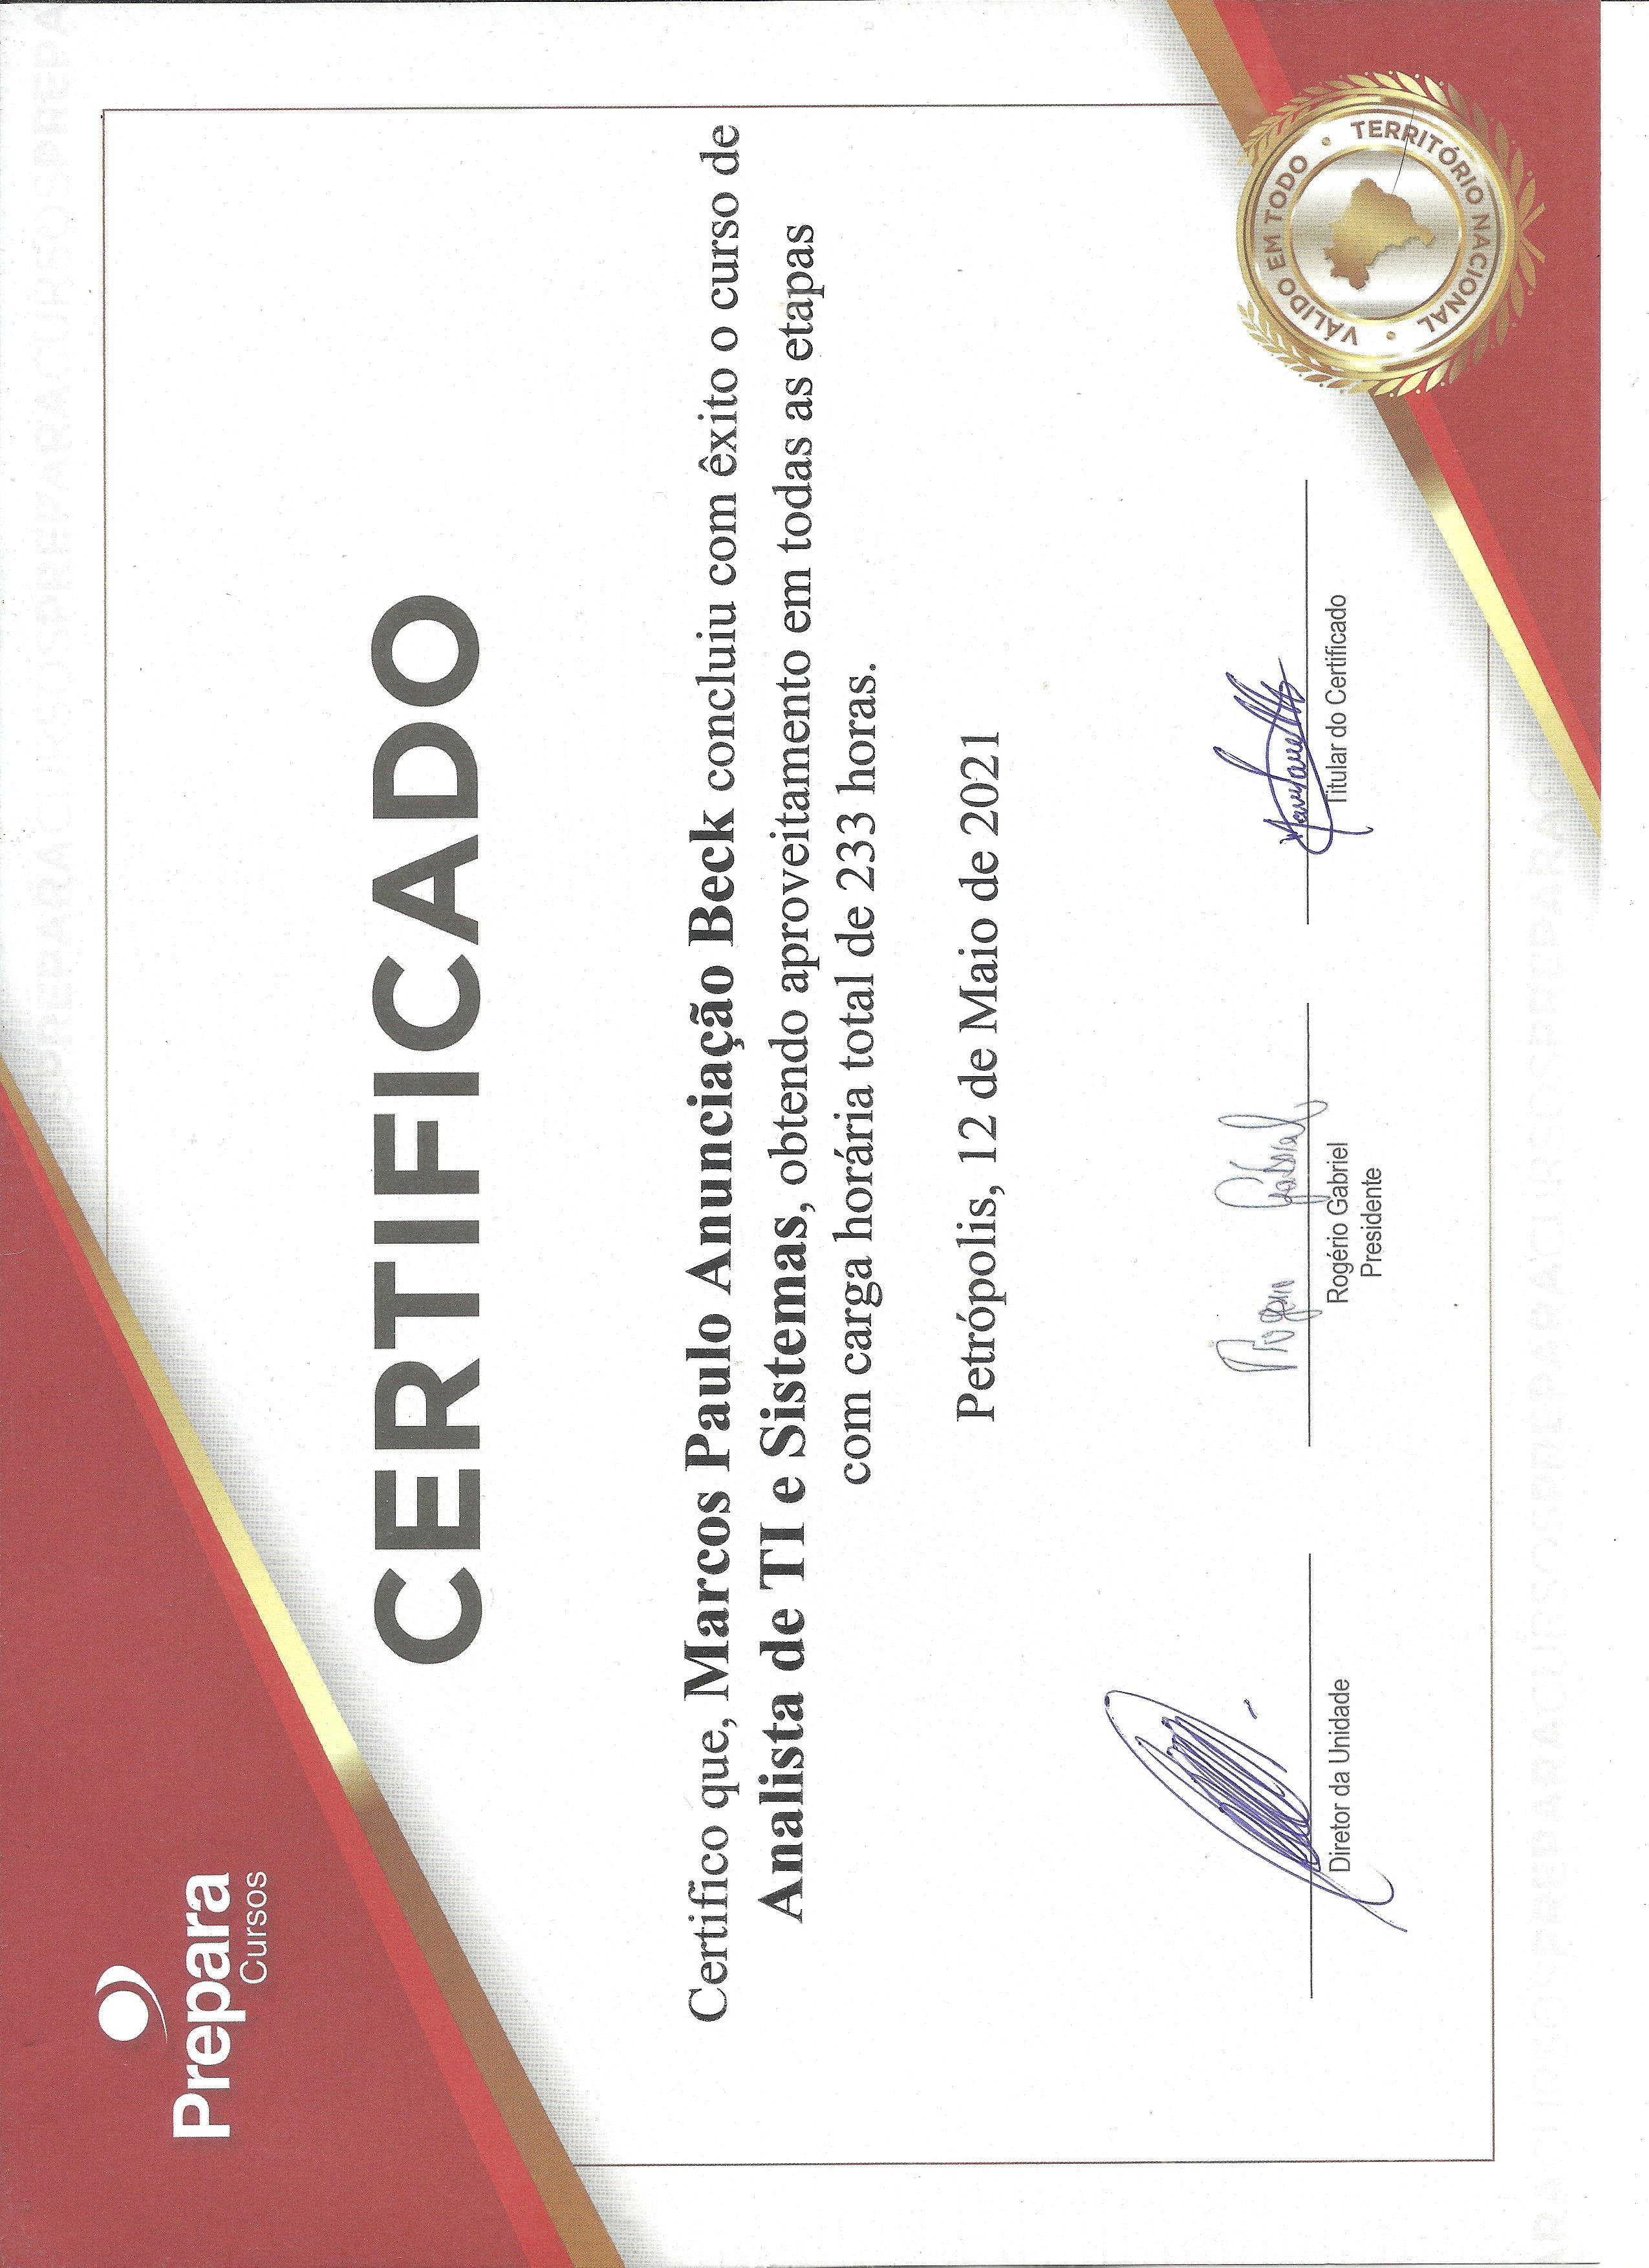 PREPARACURSOSPREPARACURSOSPREPA
Prepara
Cursos
CERTIFICADO
Certifico que, Marcos Paulo Anunciação Beck concluiu com êxito o curso de
Analista de TI e Sistemas, obtendo aproveitamento em todas as etapas
com carga horária total de 233 horas.
Petrópolis, 12 de Maio de 2021
Rogério Gabriel
Diretor da Unidade
Rogério Gabriel
Presidente
Titular do Certificado
VÁLIDO EM TODO • TERRITÓRIO NACIONAL •
ARACURSOSPREPARACURSOSPREPARACURSOSPREPARACU